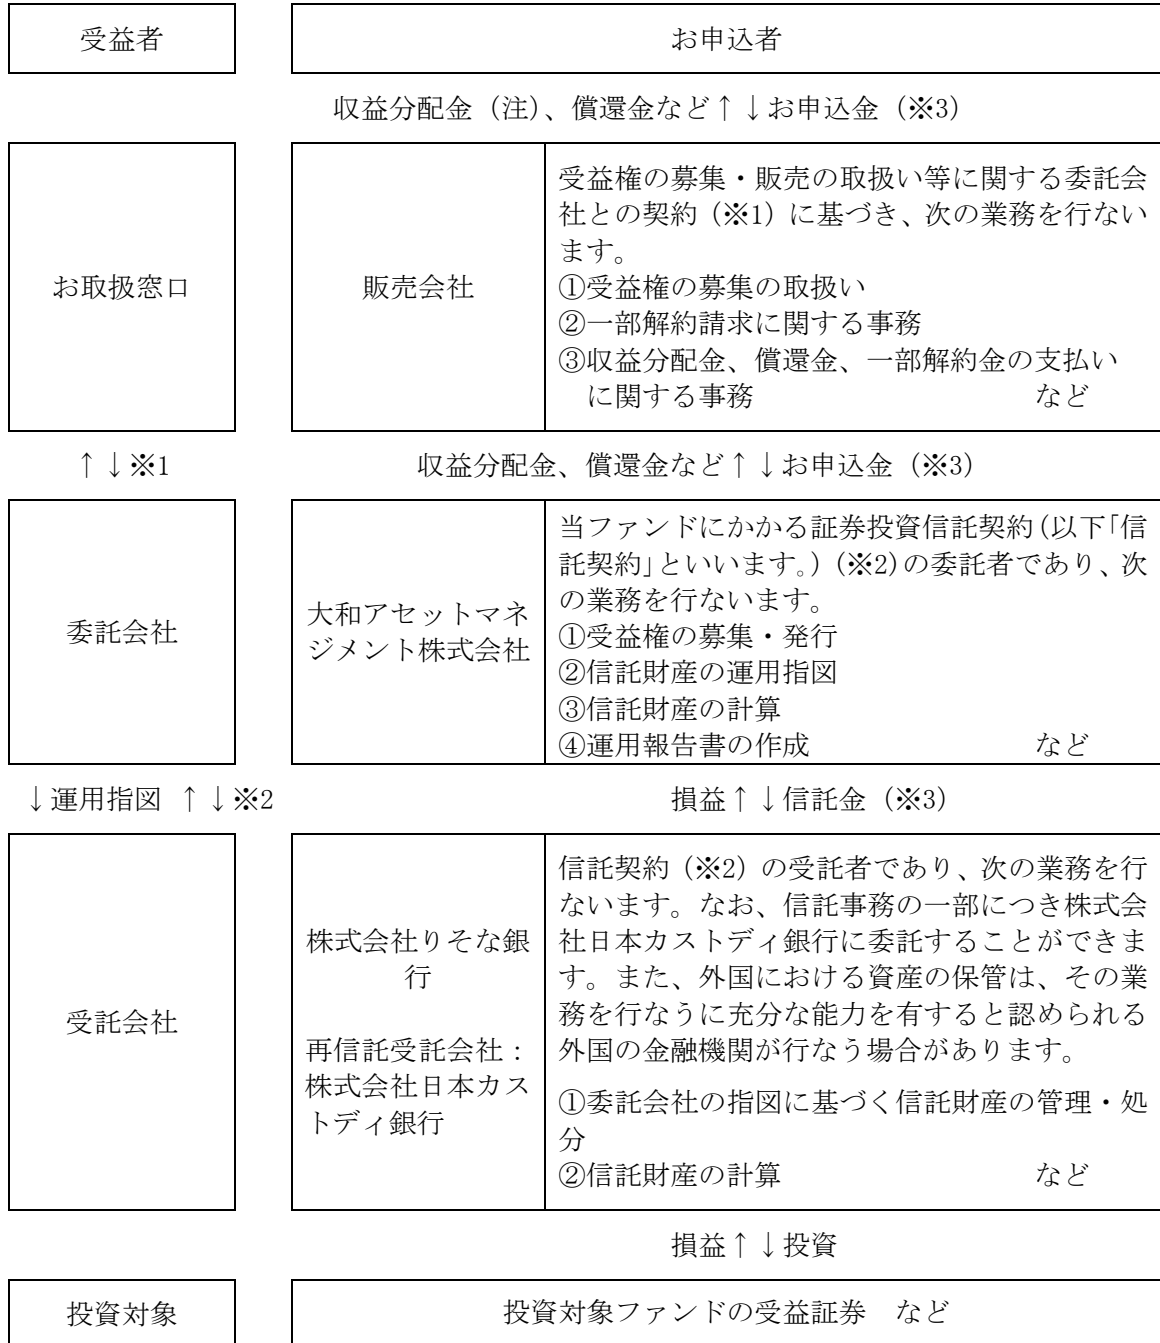 受益者 お申込者
収益分配金（注）、償還金など↑↓お申込金（※3）
お取扱窓口
販売会社
受益権の募集・販売の取扱い等に関する委託会
社との契約（※1）に基づき、次の業務を行ない
ます。
①受益権の募集の取扱い
②一部解約請求に関する事務
③収益分配金、償還金、一部解約金の支払い
に関する事務 など
↑↓※1 収益分配金、償還金など↑↓お申込金（※3）
委託会社
大和アセットマネ
ジメント株式会社
当ファンドにかかる証券投資信託契約（以下「信
託契約」といいます。）（※2）の委託者であり、次
の業務を行ないます。
①受益権の募集・発行
②信託財産の運用指図
③信託財産の計算
④運用報告書の作成 など
↓運用指図 ↑↓※2 損益↑↓信託金（※3）
受託会社
株式会社りそな銀
行
再信託受託会社：
株式会社日本カス
トディ銀行
信託契約（※2）の受託者であり、次の業務を行
ないます。なお、信託事務の一部につき株式会
社日本カストディ銀行に委託することができま
す。また、外国における資産の保管は、その業
務を行なうに充分な能力を有すると認められる
外国の金融機関が行なう場合があります。
①委託会社の指図に基づく信託財産の管理・処
分
②信託財産の計算 など
損益↑↓投資
投資対象 投資対象ファンドの受益証券 など